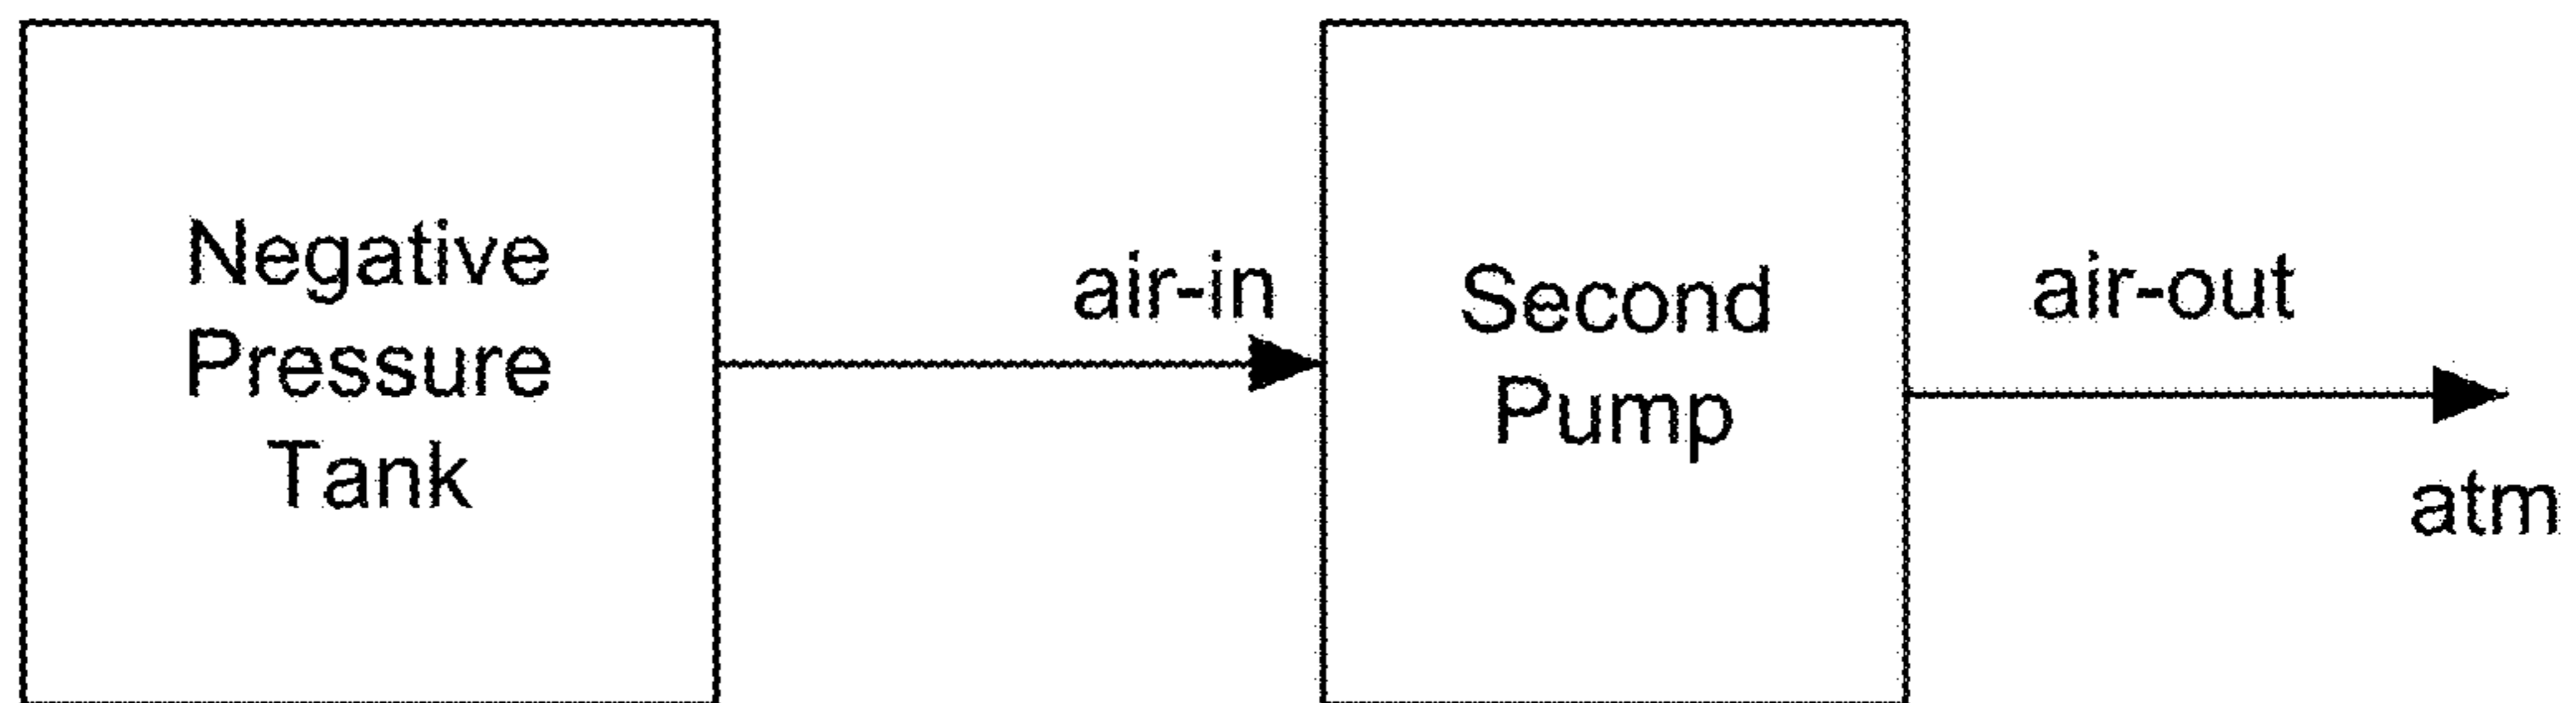 Negative
Pressure
Tank
air-in
Second
Pump
air-out
atm